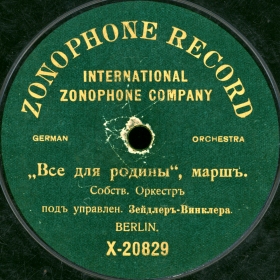 ZONOPHONE RECORD
INTERNATIONAL
ZONOPHONE COMPANY
GERMAN ORCHESTRA
„Все для родины“, маршъ.
Собств. Оркестръ
подъ управлен. Зейдлеръ-Винклера.
BERLIN.
X-20829